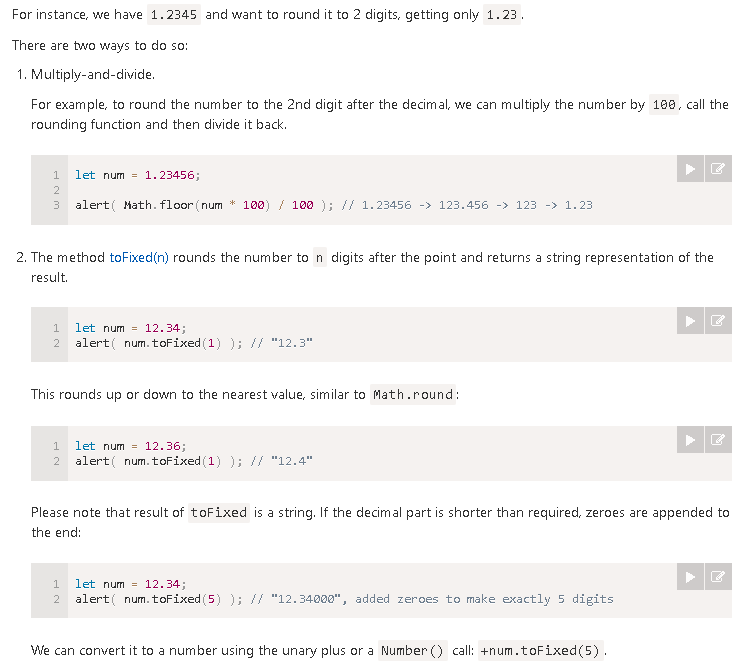 For instance, we have 1.2345 and want to round it to 2 digits, getting only 1.23.
There are two ways to do so:
1. Multiply-and-divide.
For example, to round the number to the 2nd digit after the decimal, we can multiply the number by 100, call the
rounding function and then divide it back.
1 let num = 1.23456;
2
3 alert( Math.floor(num * 100) / 100 ); // 1.23456 -> 123.456 -> 123 -> 1.23
2. The method toFixed(n) rounds the number to n digits after the point and returns a string representation of the
result.
1 let num = 12.34;
2 alert( num.toFixed(1) ); // "12.3"
This rounds up or down to the nearest value, similar to Math.round:
1 let num = 12.36;
2 alert( num.toFixed(1) ); // "12.4"
Please note that result of toFixed is a string. If the decimal part is shorter than required, zeroes are appended to
the end:
1 let num = 12.34;
2 alert( num.toFixed(5) ); // "12.34000", added zeroes to make exactly 5 digits
We can convert it to a number using the unary plus or a Number() call: +num.toFixed(5).